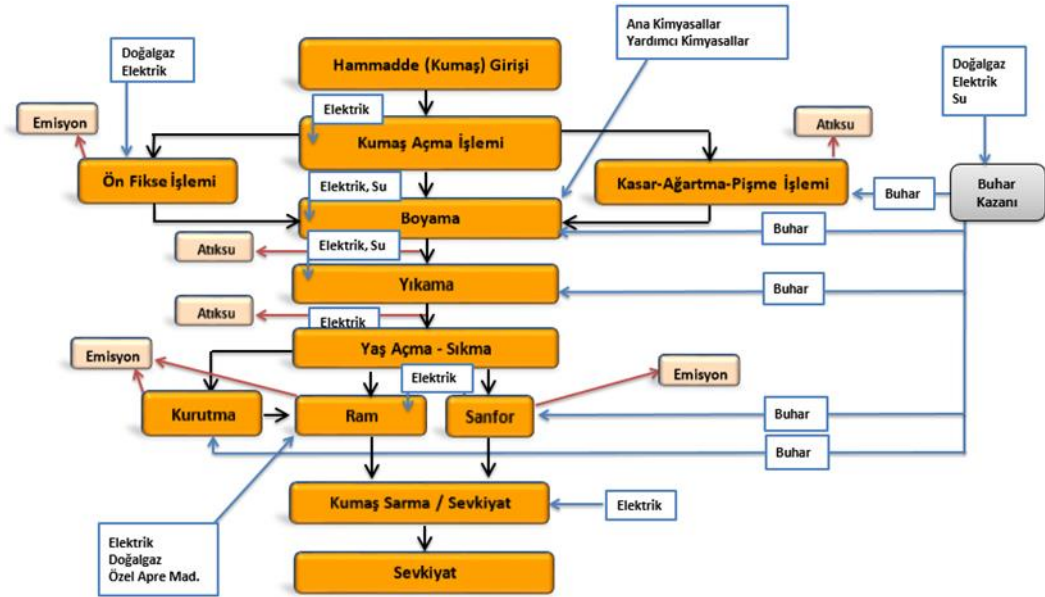 Ana Kimyasallar
Yardımcı Kimyasallar
Doğalgaz
Elektrik
Hammadde (Kumaş) Girişi
Doğalgaz
Elektrik
Su
Emisyon
Elektrik
Atıksu
Kumaş Açma İşlemi
Ön Fikse İşlemi
Kasar-Ağartma-Pişme İşlemi
Buhar
Buhar
Kazanı
Elektrik, Su
Boyama
Buhar
Atıksu
Elektrik, Su
Yıkama
Buhar
Atıksu
Elektrik
Yaş Açma - Sıkma
Emisyon
Elektrik
Emisyon
Kurutma
Ram
Sanfor
Buhar
Buhar
Kumaş Sarma / Sevkiyat
Elektrik
Elektrik
Doğalgaz
Özel Apre Mad.
Sevkiyat